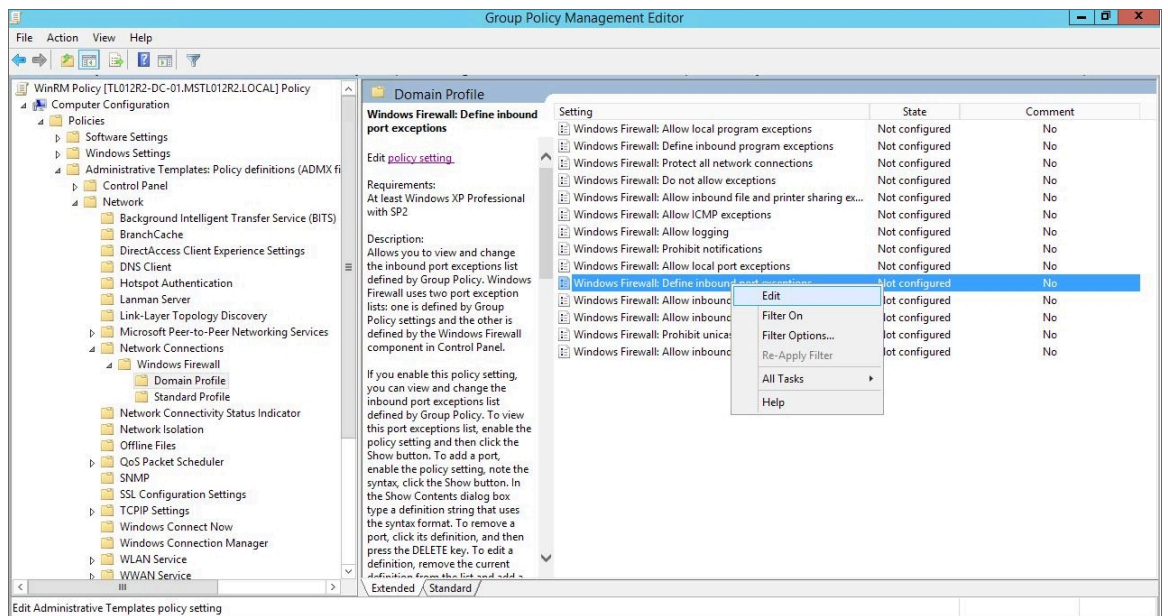 Group Policy Management Editor
File Action View Help
WinRM Policy [TL012R2-DC-01.MSTL012R2.LOCAL] Policy
Computer Configuration
Policies
Software Settings
Windows Settings
Administrative Templates: Policy definitions (ADMX fi
Control Panel
Network
Background Intelligent Transfer Service (BITS)
BranchCache
DirectAccess Client Experience Settings
DNS Client
Hotspot Authentication
Lanman Server
Link-Layer Topology Discovery
Microsoft Peer-to-Peer Networking Services
Network Connections
Windows Firewall
Domain Profile
Standard Profile
Network Connectivity Status Indicator
Network Isolation
Offline Files
QoS Packet Scheduler
SNMP
SSL Configuration Settings
TCPIP Settings
Windows Connect Now
Windows Connection Manager
WLAN Service
WWAN Service
Domain Profile
Windows Firewall: Define inbound
port exceptions
Edit policy setting
Requirements:
At least Windows XP Professional
with SP2
Description:
Allows you to view and change
the inbound port exceptions list
defined by Group Policy. Windows
Firewall uses two port exception
lists: one is defined by Group
Policy settings and the other is
defined by the Windows Firewall
component in Control Panel.
If you enable this policy setting,
you can view and change the
inbound port exceptions list
defined by Group Policy. To view
this port exceptions list, enable the
policy setting and then click the
Show button. To add a port,
enable the policy setting, note the
syntax, click the Show button. In
the Show Contents dialog box
type a definition string that uses
the syntax format. To remove a
port, click its definition, and then
press the DELETE key. To edit a
definition, remove the current
definition from the list and add a
Setting State Comment
Windows Firewall: Allow local program exceptions Not configured No
Windows Firewall: Define inbound program exceptions Not configured No
Windows Firewall: Protect all network connections Not configured No
Windows Firewall: Do not allow exceptions Not configured No
Windows Firewall: Allow inbound file and printer sharing ex... Not configured No
Windows Firewall: Allow ICMP exceptions Not configured No
Windows Firewall: Allow logging Not configured No
Windows Firewall: Prohibit notifications Not configured No
Windows Firewall: Allow local port exceptions Not configured No
Windows Firewall: Define inbound port exceptions Not configured No
Windows Firewall: Allow inbound Not configured No
Windows Firewall: Allow inbound Not configured No
Windows Firewall: Prohibit unicas Not configured No
Windows Firewall: Allow inbound Not configured No
Edit
Filter On
Filter Options...
Re-Apply Filter
All Tasks
Help
Extended Standard
Edit Administrative Templates policy setting